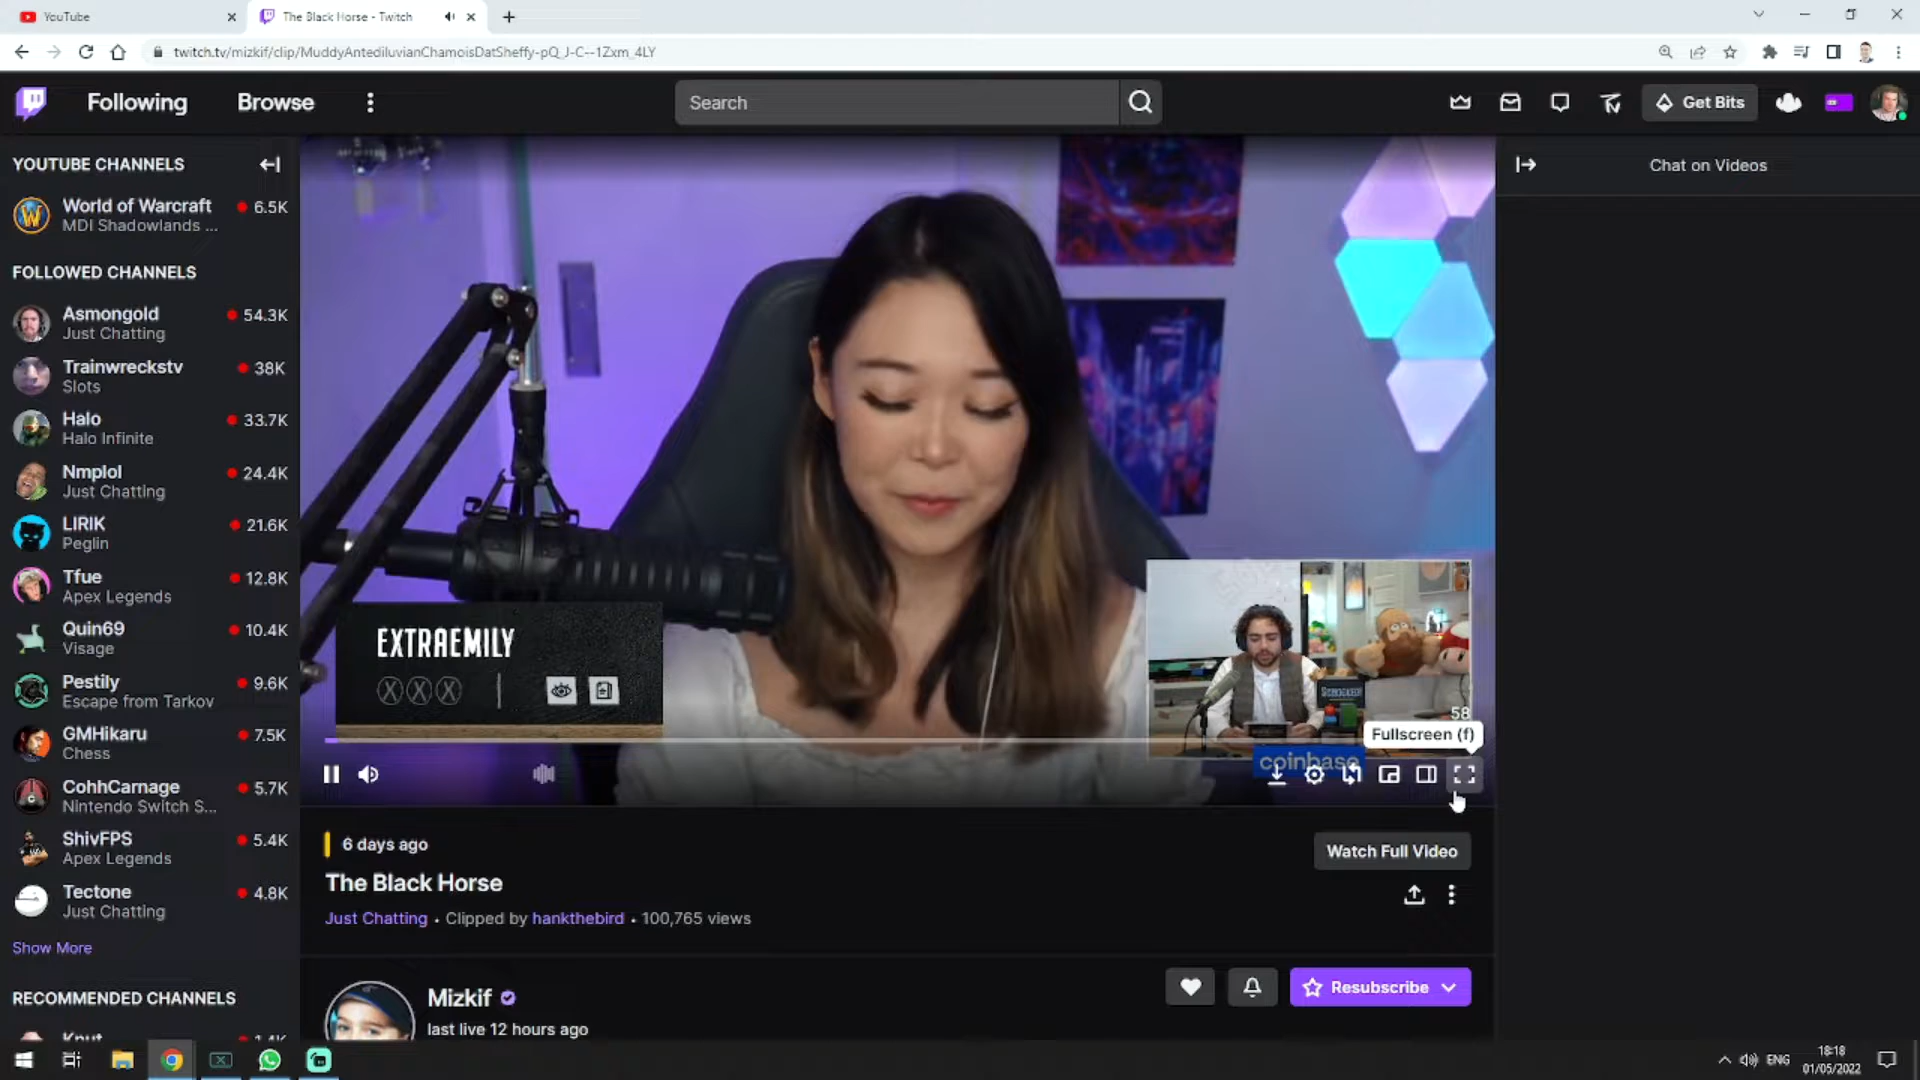 YouTube
The Black Horse - Twitch
twitch.tv/mizkif/clip/MuddyAntediluvianChamoisDatSheffy-pQ_J-C--1Zxm_4LY
Following
Browse
Search
Get Bits
YOUTUBE CHANNELS
World of Warcraft
6.5K
MDI Shadowlands ...
FOLLOWED CHANNELS
Asmongold
54.3K
Just Chatting
Trainwreckstv
38K
Slots
Halo
33.7K
Halo Infinite
Nmplol
24.4K
Just Chatting
LIRIK
21.6K
Peglin
Tfue
12.8K
Apex Legends
Quin69
10.4K
Visage
Pestily
9.6K
Escape from Tarkov
GMHikaru
7.5K
Chess
CohhCarnage
5.7K
Nintendo Switch S...
ShivFPS
5.4K
Apex Legends
Tectone
4.8K
Just Chatting
Show More
RECOMMENDED CHANNELS
Knut
1.4K
Chat on Videos
EXTRAEMILY
58
Fullscreen (f)
coinbase
6 days ago
Watch Full Video
The Black Horse
Just Chatting • Clipped by hankthebird • 100,765 views
Mizkif
Resubscribe
last live 12 hours ago
ENG
18:18
01/05/2022